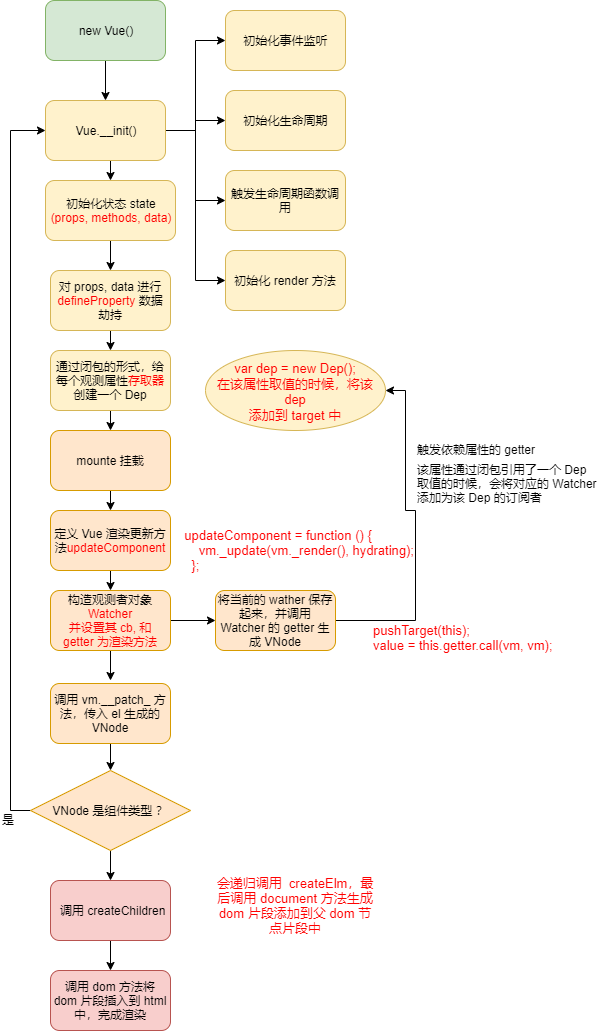 new Vue()
初始化事件监听
Vue.__init()
初始化生命周期
初始化状态 state
(props, methods, data)
触发生命周期函数调
用
对 props, data 进行
defineProperty 数据
劫持
初始化 render 方法
通过闭包的形式，给
每个观测属性存取器
创建一个 Dep
var dep = new Dep();
在该属性取值的时候，将该
dep
添加到 target 中
mounte 挂载
触发依赖属性的 getter
该属性通过闭包引用了一个 Dep
取值的时候，会将对应的 Watcher
添加为该 Dep 的订阅者
定义 Vue 渲染更新方
法updateComponent
updateComponent = function () {
vm._update(vm._render(), hydrating);
};
构造观测者对象
Watcher
并设置其 cb, 和
getter 为渲染方法
将当前的 wather 保存
起来，并调用
Watcher 的 getter 生
成 VNode
pushTarget(this);
value = this.getter.call(vm, vm);
调用 vm.__patch_ 方
法，传入 el 生成的
VNode
VNode 是组件类型？
是
调用 createChildren
会递归调用  createElm，最
后调用 document 方法生成
dom 片段添加到父 dom 节
点片段中
调用 dom 方法将
dom 片段插入到 html
中，完成渲染